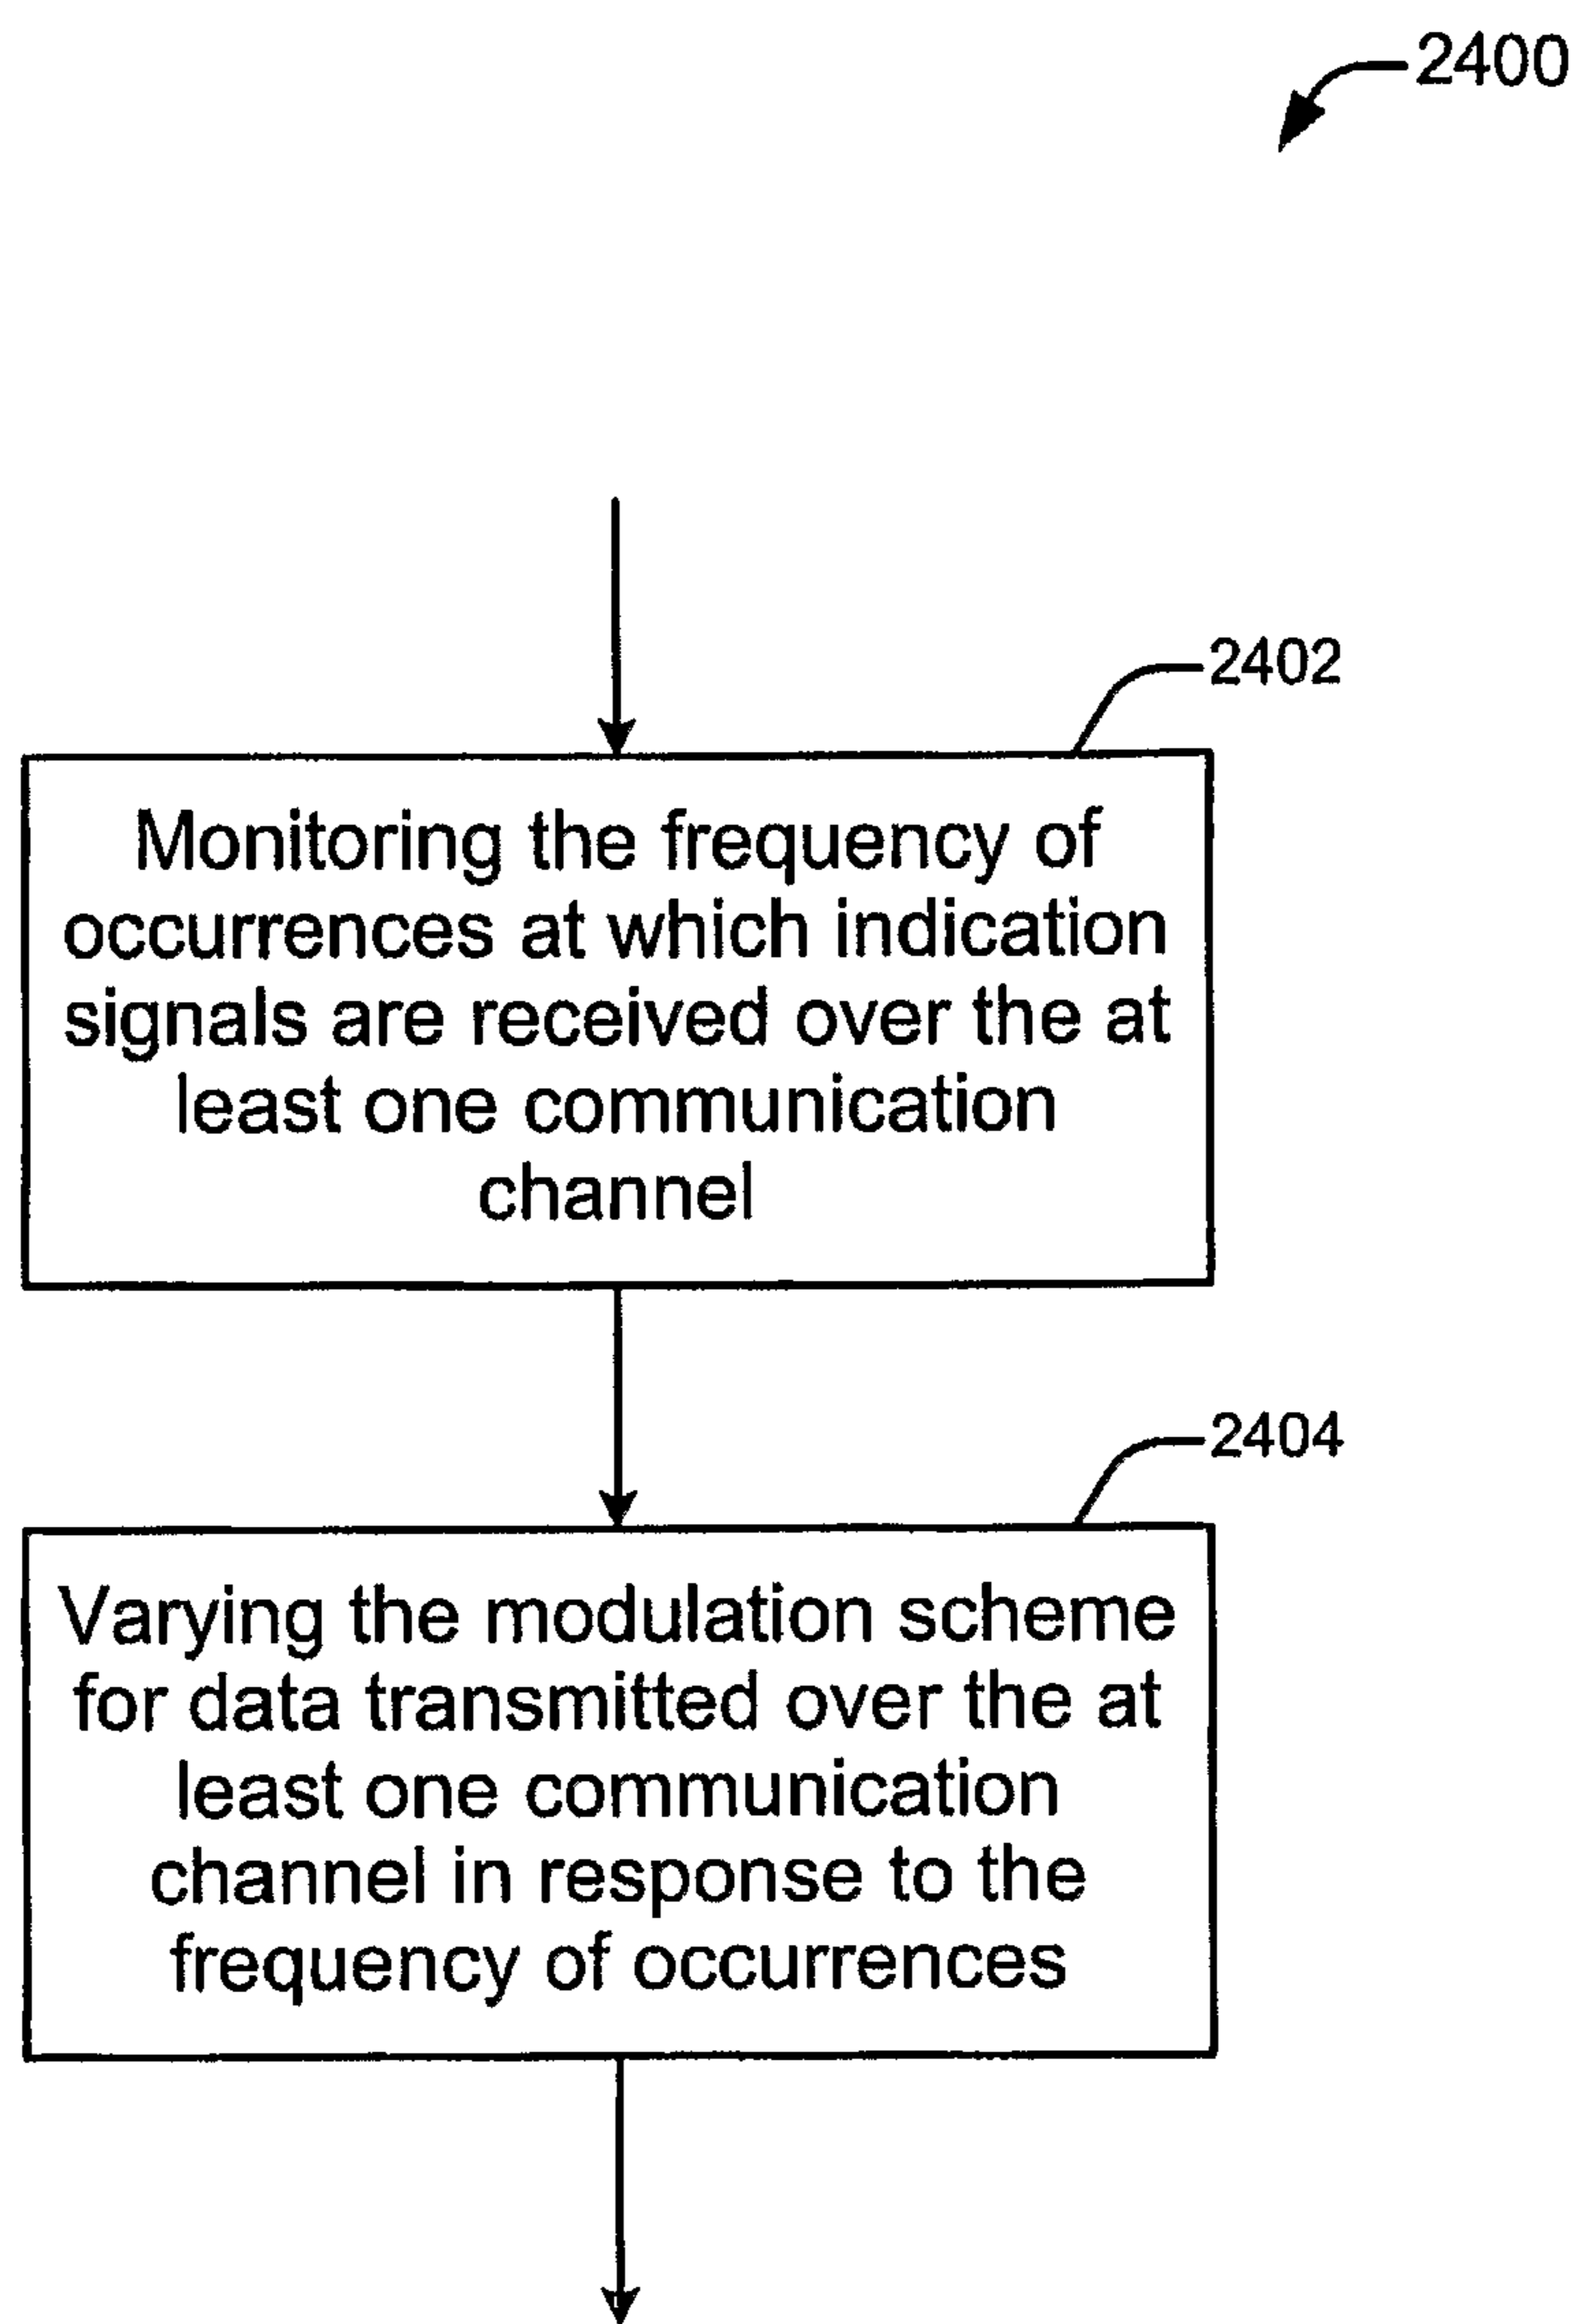 2400
2402
Monitoring the frequency of
occurrences at which indication
signals are received over the at
least one communication
channel
2404
Varying the modulation scheme
for data transmitted over the at
least one communication
channel in response to the
frequency of occurrences